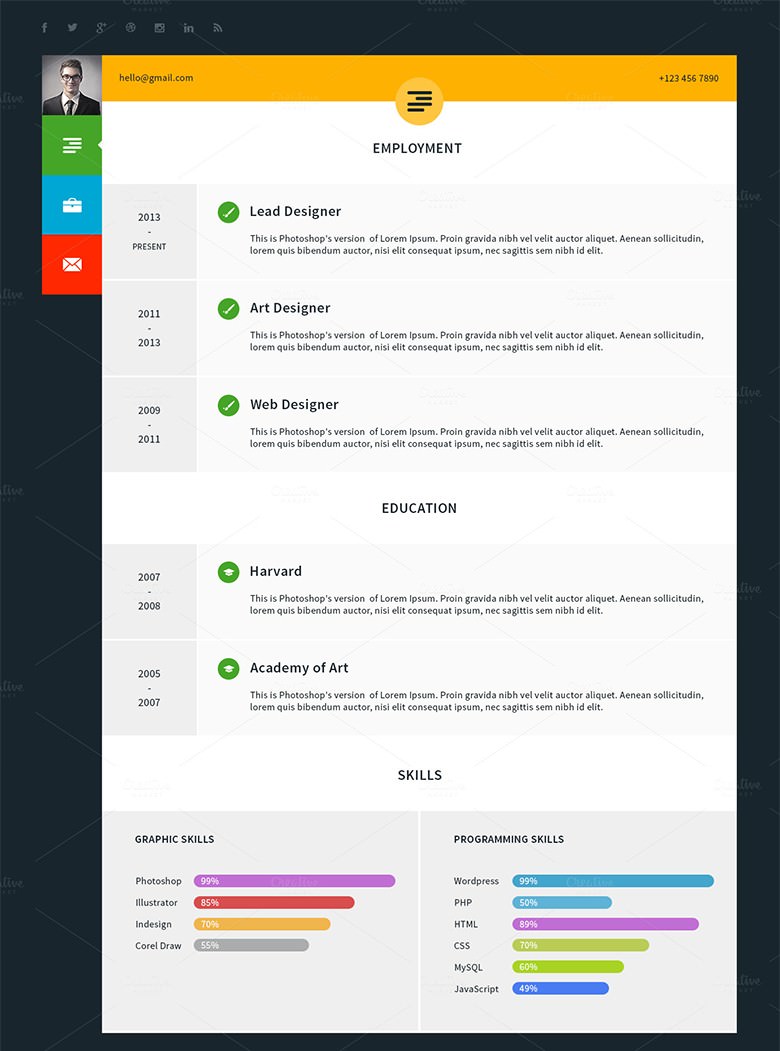 hello@gmail.com
+123 456 7890
EMPLOYMENT
2013
-
PRESENT
Lead Designer
This is Photoshop's version of Lorem Ipsum. Proin gravida nibh vel velit auctor aliquet. Aenean sollicitudin,
lorem quis bibendum auctor, nisi elit consequat ipsum, nec sagittis sem nibh id elit.
2011
-
2013
Art Designer
This is Photoshop's version of Lorem Ipsum. Proin gravida nibh vel velit auctor aliquet. Aenean sollicitudin,
lorem quis bibendum auctor, nisi elit consequat ipsum, nec sagittis sem nibh id elit.
2009
-
2011
Web Designer
This is Photoshop's version of Lorem Ipsum. Proin gravida nibh vel velit auctor aliquet. Aenean sollicitudin,
lorem quis bibendum auctor, nisi elit consequat ipsum, nec sagittis sem nibh id elit.
EDUCATION
2007
-
2008
Harvard
This is Photoshop's version of Lorem Ipsum. Proin gravida nibh vel velit auctor aliquet. Aenean sollicitudin,
lorem quis bibendum auctor, nisi elit consequat ipsum, nec sagittis sem nibh id elit.
2005
-
2007
Academy of Art
This is Photoshop's version of Lorem Ipsum. Proin gravida nibh vel velit auctor aliquet. Aenean sollicitudin,
lorem quis bibendum auctor, nisi elit consequat ipsum, nec sagittis sem nibh id elit.
SKILLS
GRAPHIC SKILLS
Photoshop 99%
Illustrator 85%
Indesign 70%
Corel Draw 55%
PROGRAMMING SKILLS
Wordpress 99%
PHP 50%
HTML 89%
CSS 70%
MySQL 60%
JavaScript 49%